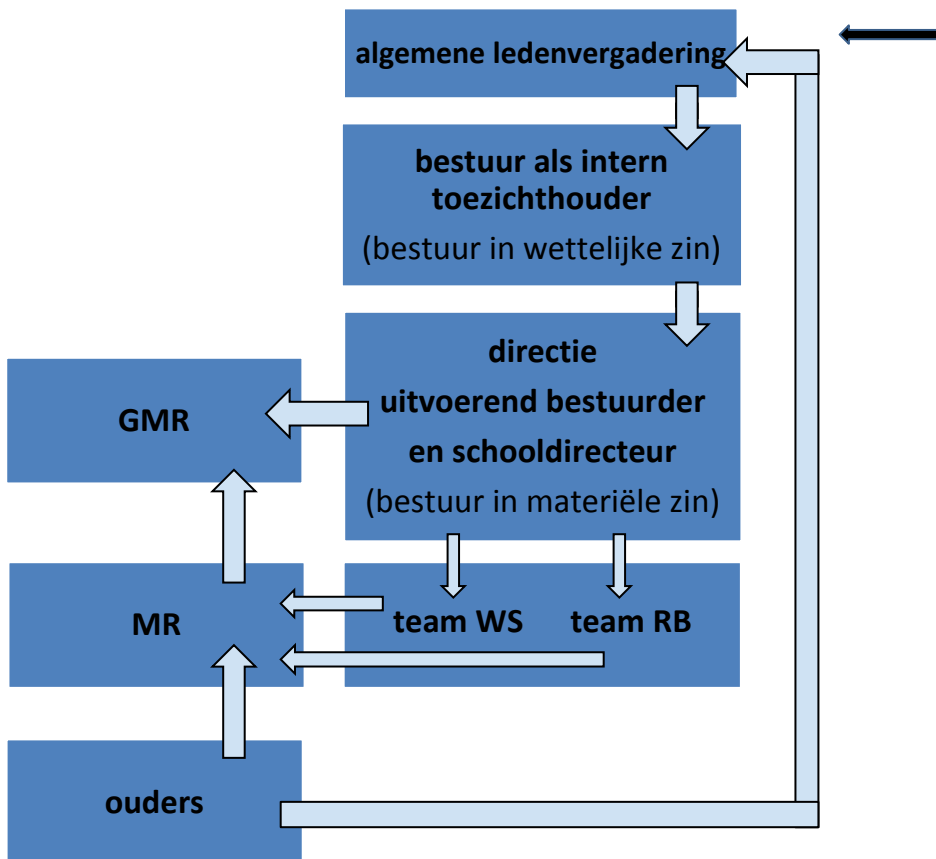 algemene ledenvergadering
bestuur als intern
toezichthouder
(bestuur in wettelijke zin)
directie
uitvoerend bestuurder
en schooldirecteur
(bestuur in materiële zin)
GMR
MR
team WS team RB
ouders